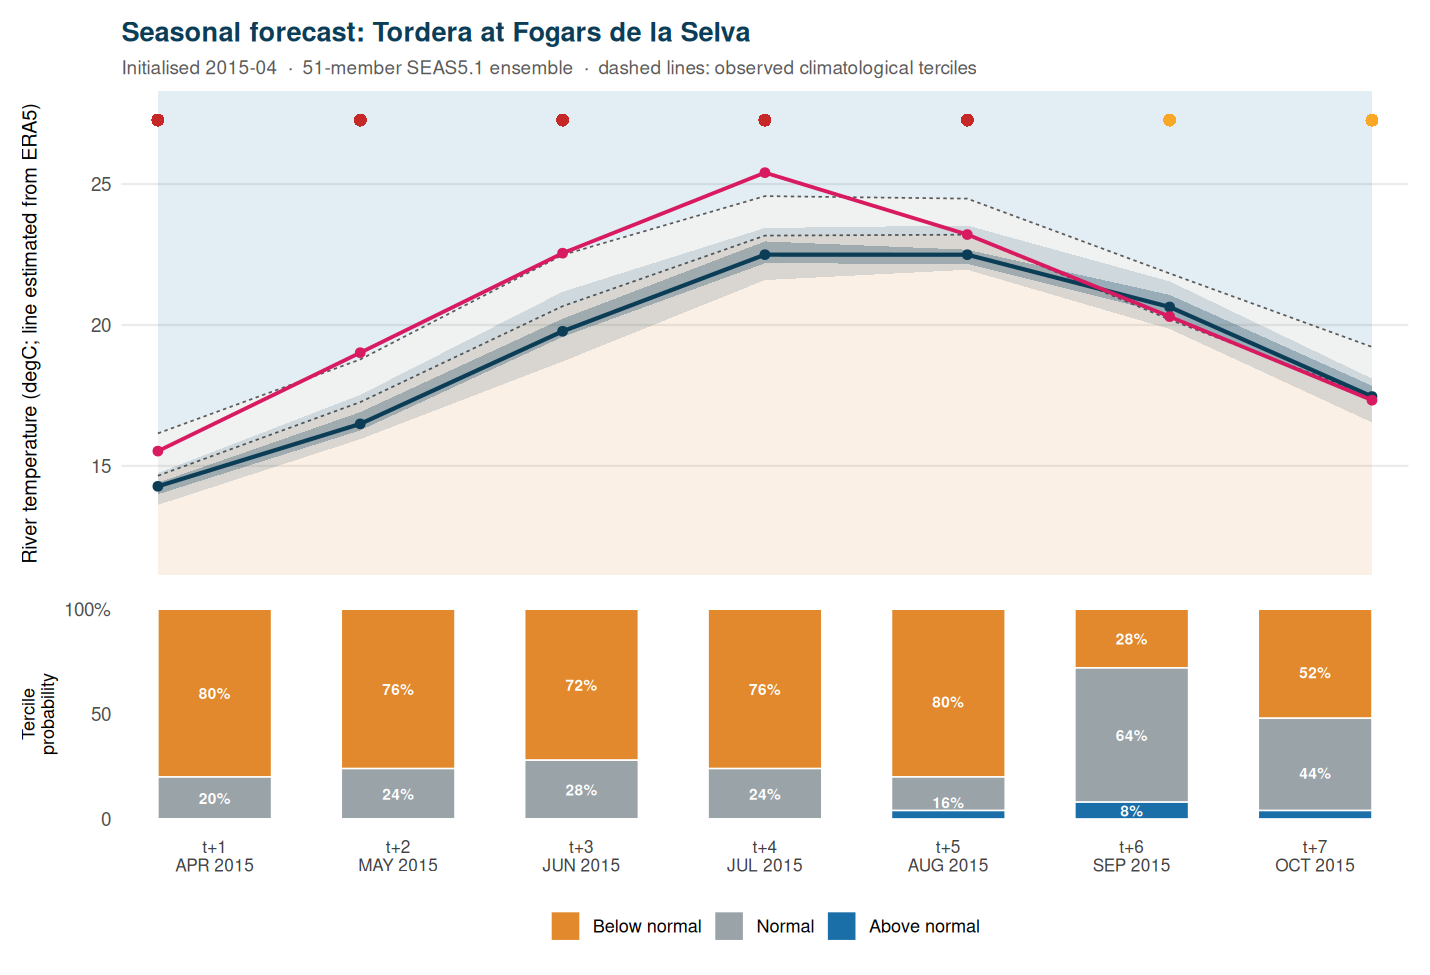 Seasonal forecast: Tordera at Fogars de la Selva
Initialised 2015-04 · 51-member SEAS5.1 ensemble · dashed lines: observed climatological terciles
River temperature (degC; line estimated from ERA5)
25
20
15
Tercile
probability
100%
50
0
80%
76%
72%
76%
80%
28%
52%
20%
24%
28%
24%
16%
64%
8%
44%
t+1
APR 2015
t+2
MAY 2015
t+3
JUN 2015
t+4
JUL 2015
t+5
AUG 2015
t+6
SEP 2015
t+7
OCT 2015
Below normal
Normal
Above normal